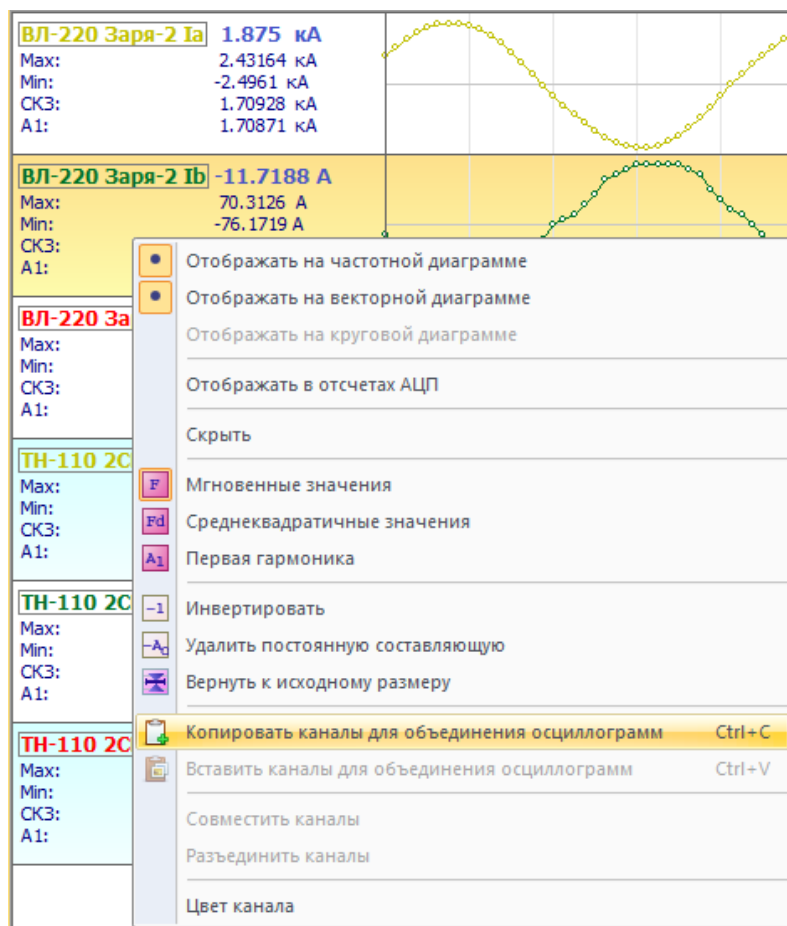 ВЛ-220 Заря-2 Ia 1.875 кА
Max: 2.43164 кА
Min: -2.4961 кА
СКЗ: 1.70928 кА
A1: 1.70871 кА
ВЛ-220 Заря-2 Ib -11.7188 А
Max: 70.3126 А
Min: -76.1719 А
СКЗ:
A1:
ВЛ-220 За
Max:
Min:
СКЗ:
A1:
ТН-110 2С
Max:
Min:
СКЗ:
A1:
ТН-110 2С
Max:
Min:
СКЗ:
A1:
ТН-110 2С
Max:
Min:
СКЗ:
A1:
Отображать на частотной диаграмме
Отображать на векторной диаграмме
Отображать на круговой диаграмме
Отображать в отсчетах АЦП
Скрыть
F Мгновенные значения
Fd Среднеквадратичные значения
A1 Первая гармоника
-1 Инвертировать
-A0 Удалить постоянную составляющую
Вернуть к исходному размеру
Копировать каналы для объединения осциллограмм Ctrl+C
Вставить каналы для объединения осциллограмм Ctrl+V
Совместить каналы
Разъединить каналы
Цвет канала